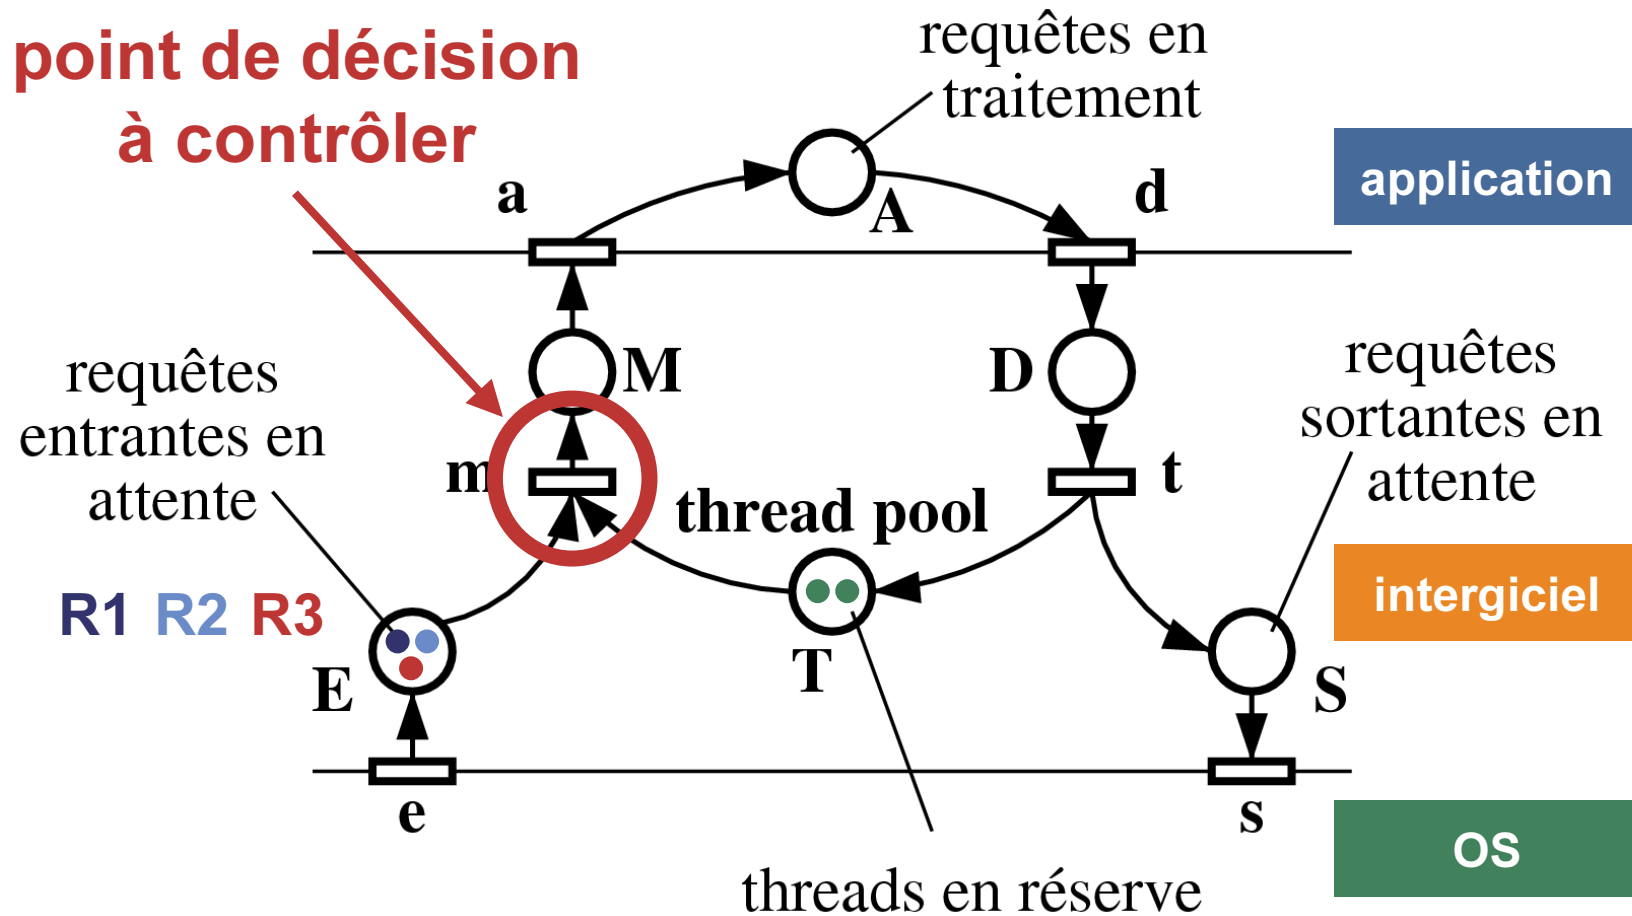 point de décision
à contrôler
requêtes en
traitement
application
a
A
d
requêtes
entrantes en
attente
M
D
requêtes
sortantes en
attente
m
t
thread pool
intergiciel
R1 R2 R3
E
T
S
e
s
OS
threads en réserve